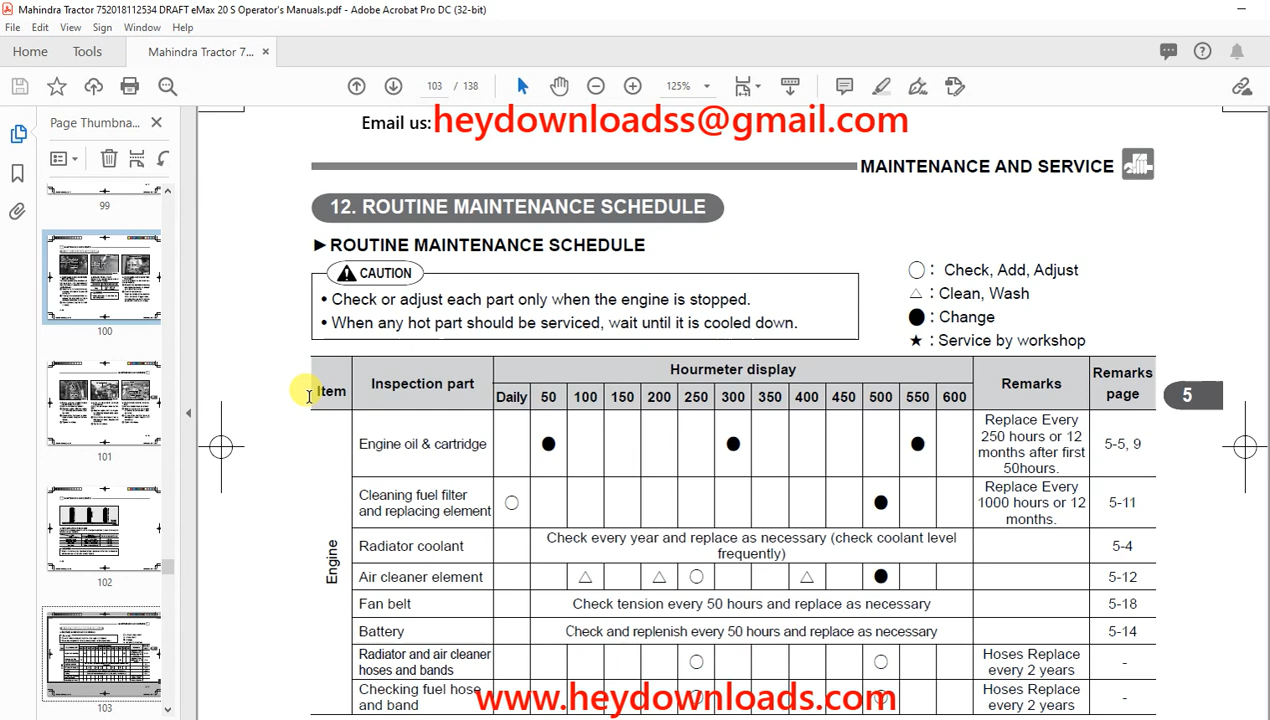 Mahindra Tractor 752018112534 DRAFT eMax 20 S Operator's Manuals.pdf - Adobe Acrobat Pro DC (32-bit)
File Edit View Sign Window Help
Home Tools Mahindra Tractor 7... ×
103 / 138 125%
Email us: heydownloadss@gmail.com
Page Thumbna...
99
100
101
102
103
MAINTENANCE AND SERVICE
12. ROUTINE MAINTENANCE SCHEDULE
►ROUTINE MAINTENANCE SCHEDULE
CAUTION
• Check or adjust each part only when the engine is stopped.
• When any hot part should be serviced, wait until it is cooled down.
○ : Check, Add, Adjust
△ : Clean, Wash
● : Change
★ : Service by workshop
Item Inspection part Hourmeter display Remarks Remarks page
Daily 50 100 150 200 250 300 350 400 450 500 550 600
5
Engine
Engine oil & cartridge ● ● ● Replace Every 250 hours or 12 months after first 50hours. 5-5, 9
Cleaning fuel filter and replacing element ○ ● Replace Every 1000 hours or 12 months. 5-11
Radiator coolant Check every year and replace as necessary (check coolant level frequently) 5-4
Air cleaner element △ △ ○ △ ● 5-12
Fan belt Check tension every 50 hours and replace as necessary 5-18
Battery Check and replenish every 50 hours and replace as necessary 5-14
Radiator and air cleaner hoses and bands ○ ○ Hoses Replace every 2 years -
Checking fuel hose and band ○ ○ Hoses Replace every 2 years -
www.heydownloads.com